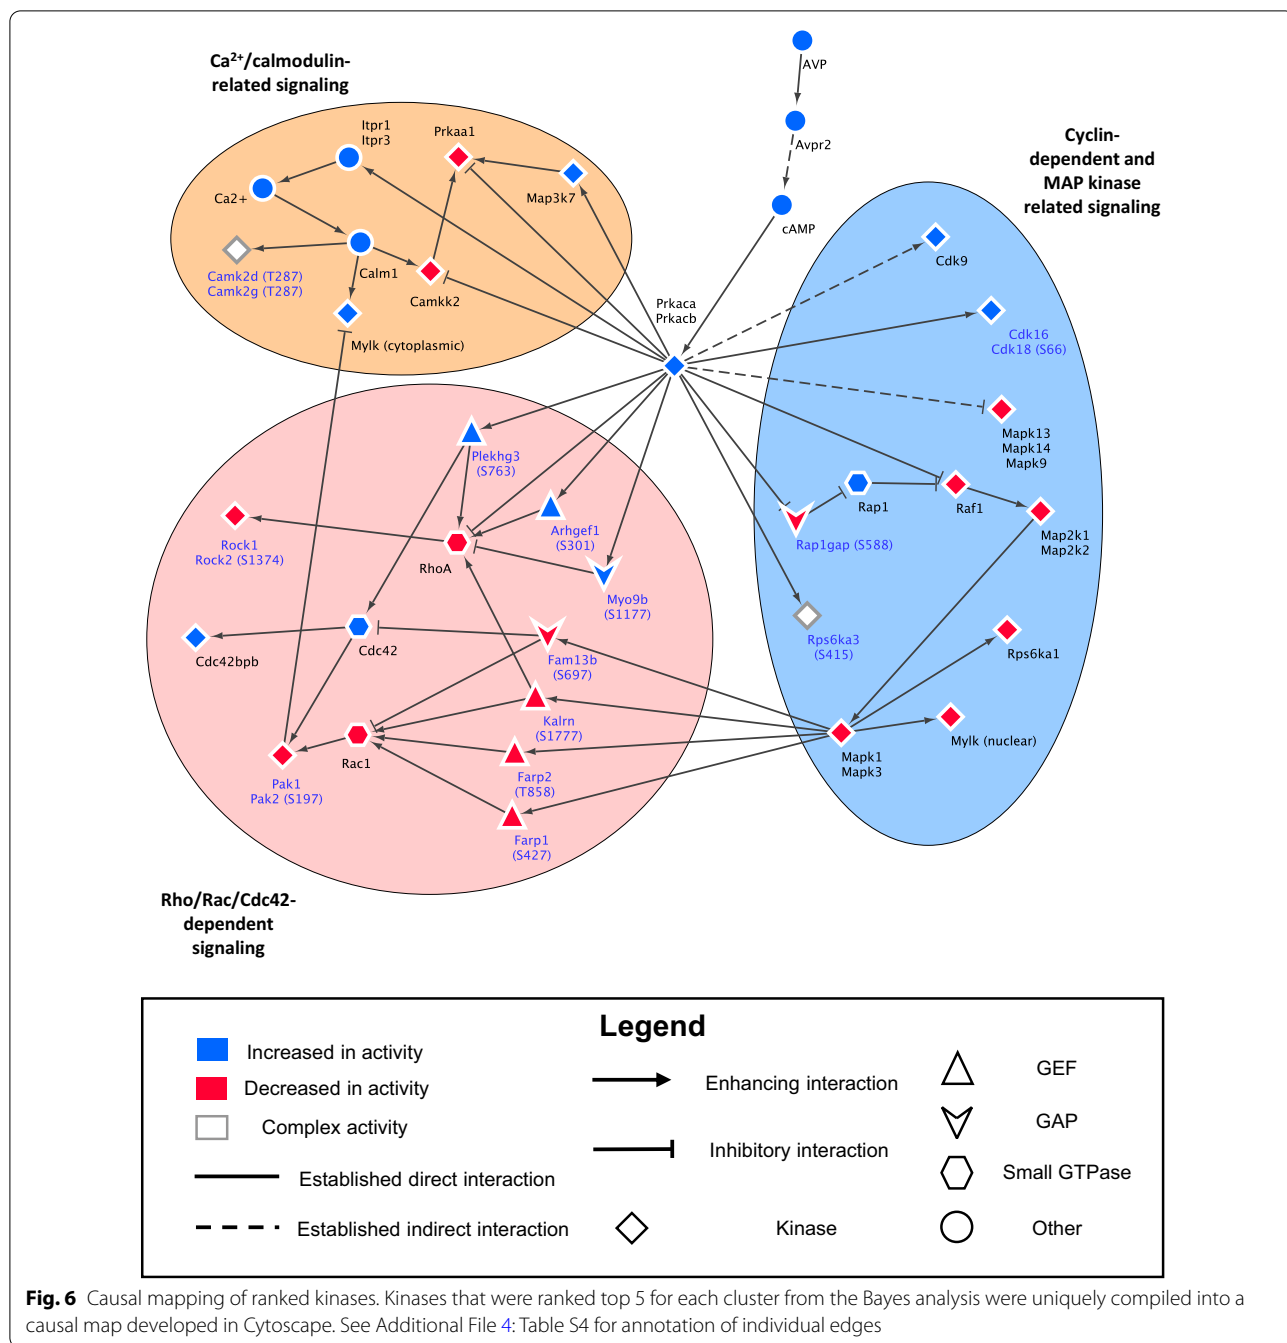 Ca2+/calmodulin-
related signaling
AVP
Avpr2
cAMP
Cyclin-
dependent and
MAP kinase
related signaling
Itpr1
Itpr3
Prkaa1
Ca2+
Map3k7
Camk2d (T287)
Camk2g (T287)
Calm1
Camkk2
Mylk (cytoplasmic)
Prkaca
Prkacb
Cdk9
Cdk16
Cdk18 (S66)
Mapk13
Mapk14
Mapk9
Rap1
Raf1
Map2k1
Map2k2
Rap1gap (S588)
Rps6ka3
(S415)
Rps6ka1
Mylk (nuclear)
Mapk1
Mapk3
Plekhg3
(S763)
Arhgef1
(S301)
Rock1
Rock2 (S1374)
RhoA
Myo9b
(S1177)
Cdc42bpb
Cdc42
Fam13b
(S697)
Kalrn
(S1777)
Rac1
Pak1
Pak2 (S197)
Farp2
(T858)
Farp1
(S427)
Rho/Rac/Cdc42-
dependent
signaling
Legend
Increased in activity
Decreased in activity
Complex activity
Established direct interaction
Established indirect interaction
Enhancing interaction
Inhibitory interaction
Kinase
GEF
GAP
Small GTPase
Other
Fig. 6 Causal mapping of ranked kinases. Kinases that were ranked top 5 for each cluster from the Bayes analysis were uniquely compiled into a
causal map developed in Cytoscape. See Additional File 4: Table S4 for annotation of individual edges